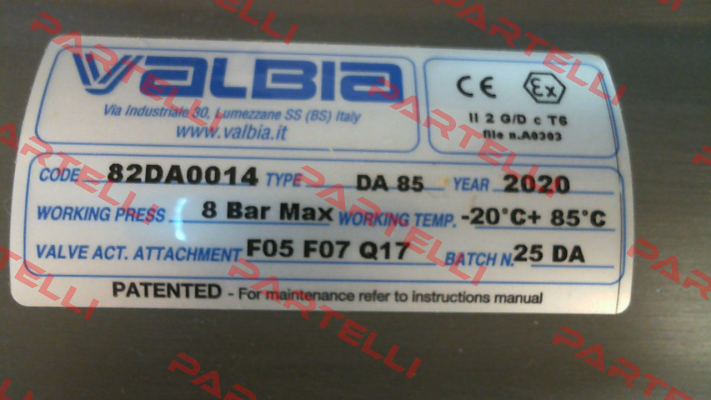 VALBIA
Via Industriale 30, Lumezzane SS (BS) Italy
www.valbia.it
CE Ex
II 2 G/D c T6
file n.A0303
CODE 82DA0014 TYPE DA 85 YEAR 2020
WORKING PRESS 8 Bar Max WORKING TEMP. -20°C+ 85°C
VALVE ACT. ATTACHMENT F05 F07 Q17 BATCH N. 25 DA
PATENTED - For maintenance refer to instructions manual
PARTELLI
PARTELLI
PARTELLI
PARTELLI
PARTELLI
PARTELLI